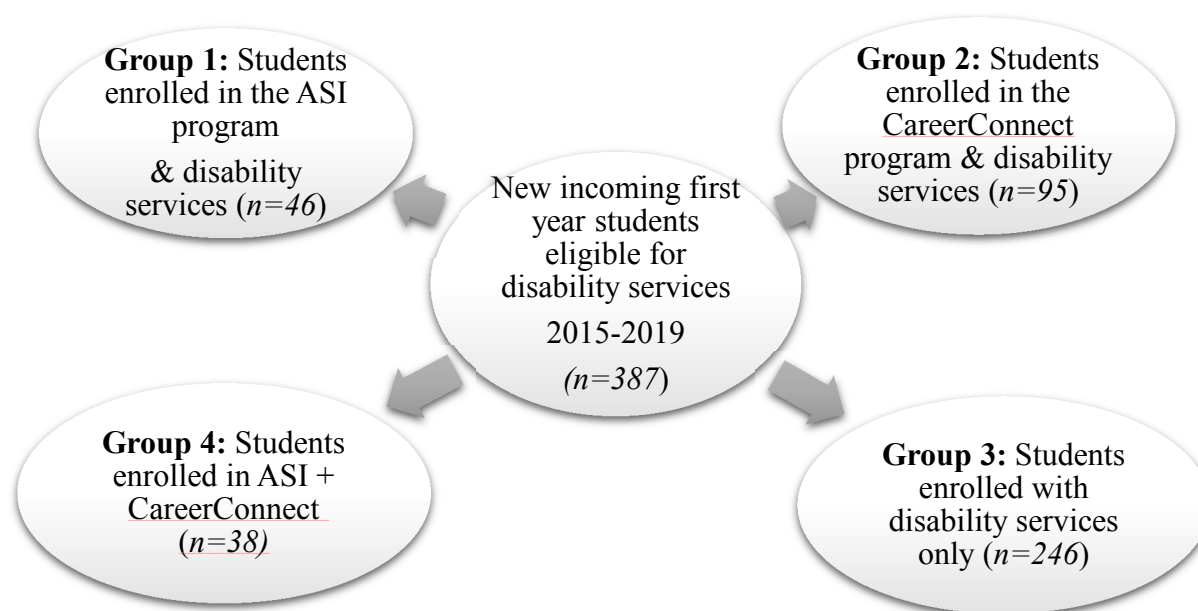 Group 1: Students
enrolled in the ASI
program
& disability
services (n=46)
Group 2: Students
enrolled in the
CareerConnect
program & disability
services (n=95)
New incoming first
year students
eligible for
disability services
2015-2019
(n=387)
Group 4: Students
enrolled in ASI +
CareerConnect
(n=38)
Group 3: Students
enrolled with
disability services
only (n=246)